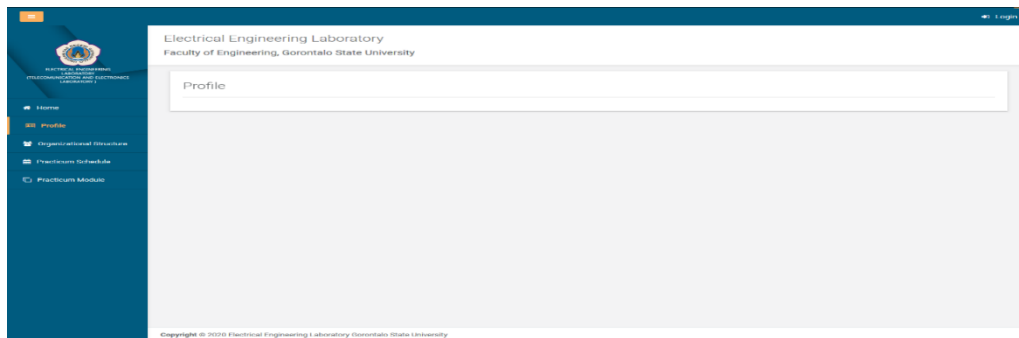 Login
ELECTRICAL ENGINEERING
LABORATORY
(TELECOMUNICATION AND ELECTRONICS
LABORATORY )
Home
Profile
Organizational Structure
Practicum Schedule
Practicum Module
Electrical Engineering Laboratory
Faculty of Engineering, Gorontalo State University
Profile
Copyright © 2020 Electrical Engineering Laboratory Gorontalo State University